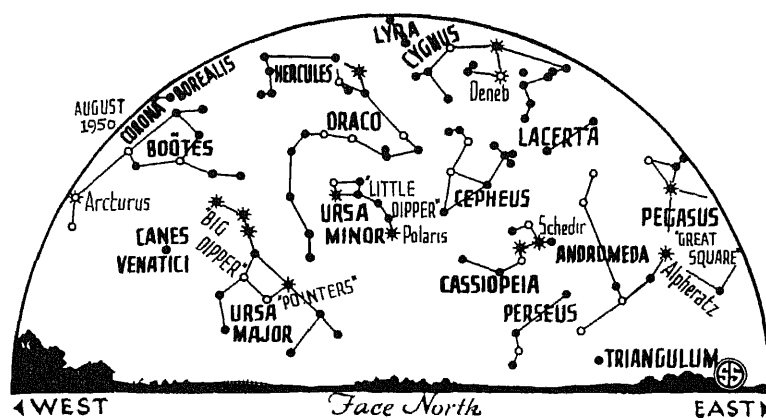 LYRA
CYGNUS
HERCULES
Deneb
CORONA BOREALIS
AUGUST
1950
DRACO
LACERTA
BOÖTES
Arcturus
"LITTLE
DIPPER"
CEPHEUS
URSA
MINOR
Polaris
BIG
DIPPER"
CANES
VENATICI
Schedir
ANDROMEDA
PEGASUS
"GREAT
SQUARE"
Alpheratz
CASSIOPEIA
"POINTERS"
URSA
MAJOR
PERSEUS
TRIANGULUM
SS
WEST
Face North
EAST